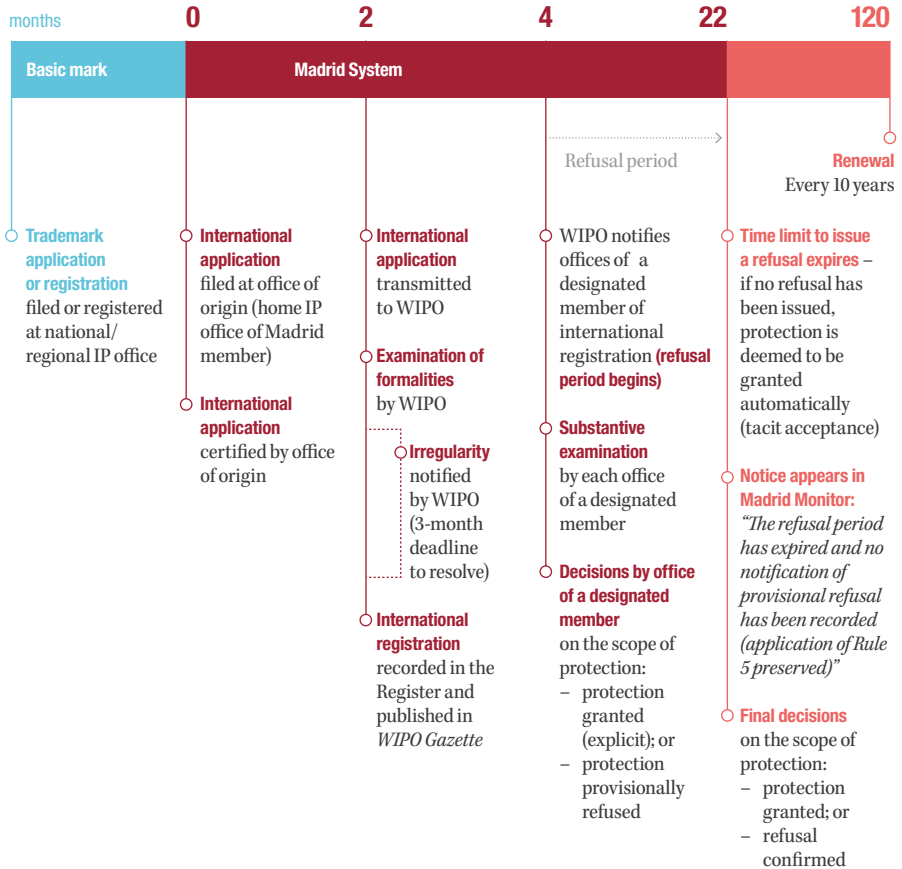 months
0
2
4
22
120
Basic mark
Madrid System
Refusal period
Renewal
Every 10 years
Trademark
application
or registration
filed or registered
at national/
regional IP office
International
application
filed at office of
origin (home IP
office of Madrid
member)
International
application
certified by office
of origin
International
application
transmitted
to WIPO
Examination of
formalities
by WIPO
Irregularity
notified
by WIPO
(3-month
deadline
to resolve)
International
registration
recorded in the
Register and
published in
WIPO Gazette
WIPO notifies
offices of a
designated
member of
international
registration (refusal
period begins)
Substantive
examination
by each office
of a designated
member
Decisions by office
of a designated
member
on the scope of
protection:
– protection
granted
(explicit); or
– protection
provisionally
refused
Time limit to issue
a refusal expires –
if no refusal has
been issued,
protection is
deemed to be
granted
automatically
(tacit acceptance)
Notice appears in
Madrid Monitor:
“The refusal period
has expired and no
notification of
provisional refusal
has been recorded
(application of Rule
5 preserved)”
Final decisions
on the scope of
protection:
– protection
granted; or
– refusal
confirmed